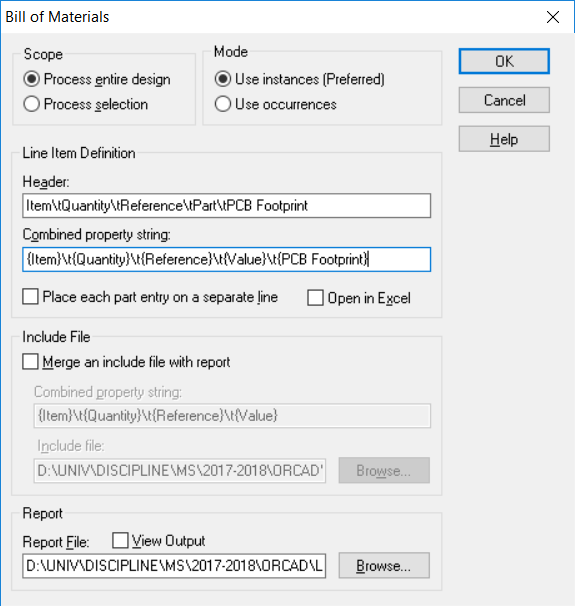 Bill of Materials
Scope
Process entire design
Process selection
Mode
Use instances (Preferred)
Use occurrences
OK
Cancel
Help
Line Item Definition
Header:
Item\tQuantity\tReference\tPart\tPCB Footprint
Combined property string:
{Item}\t{Quantity}\t{Reference}\t{Value}\t{PCB Footprint}
Place each part entry on a separate line
Open in Excel
Include File
Merge an include file with report
Combined property string:
{Item}\t{Quantity}\t{Reference}\t{Value}
Include file:
D:\UNIV\DISCIPLINE\MS\2017-2018\ORCAD'
Browse...
Report
Report File:
View Output
D:\UNIV\DISCIPLINE\MS\2017-2018\ORCAD\L
Browse...